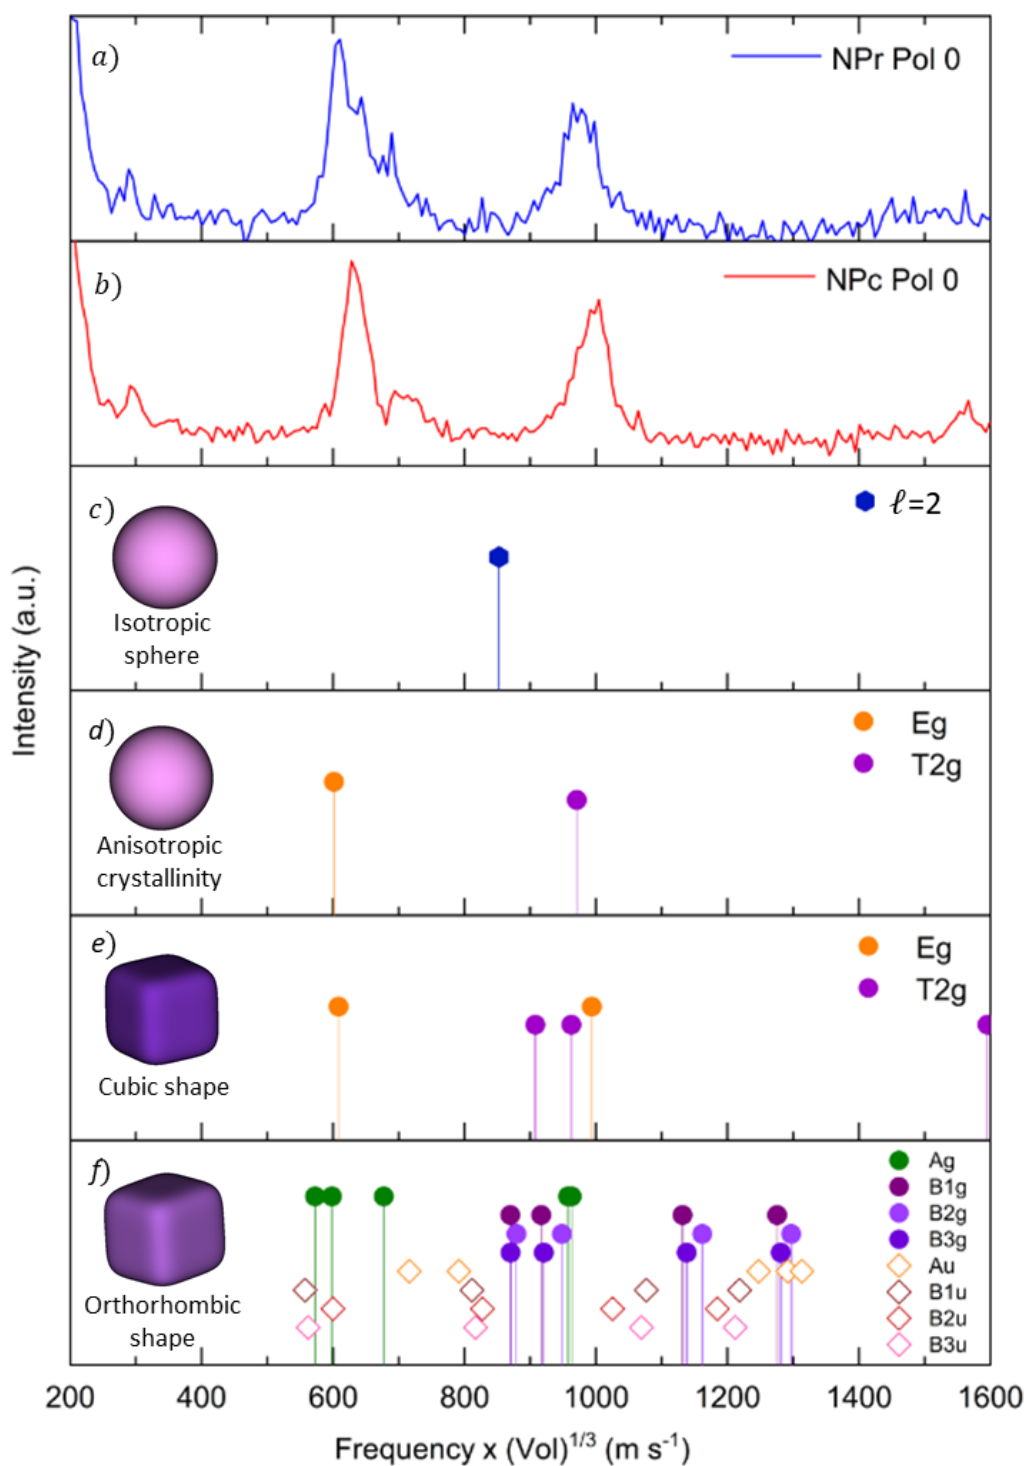 a)
NPr Pol 0
b)
NPc Pol 0
c)
ℓ=2
Isotropic
sphere
d)
Eg
T2g
Anisotropic
crystallinity
e)
Eg
T2g
Cubic shape
f)
Ag
B1g
B2g
B3g
Au
B1u
B2u
B3u
Orthorhombic
shape
Intensity (a.u.)
200 400 600 800 1000 1200 1400 1600
Frequency x (Vol)^{1/3} (m s^{-1})